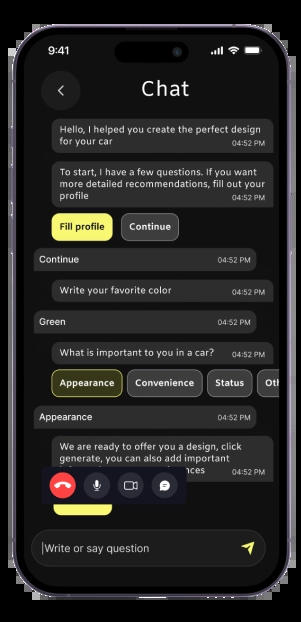 9:41
Chat
Hello, I helped you create the perfect design
for your car
04:52 PM
To start, I have a few questions. If you want
more detailed recommendations, fill out your
profile
04:52 PM
Fill profile
Continue
Continue
04:52 PM
Write your favorite color
04:52 PM
Green
04:52 PM
What is important to you in a car?
04:52 PM
Appearance
Convenience
Status
Appearance
04:52 PM
We are ready to offer you a design, click
generate, you can also add important
04:52 PM
Write or say question